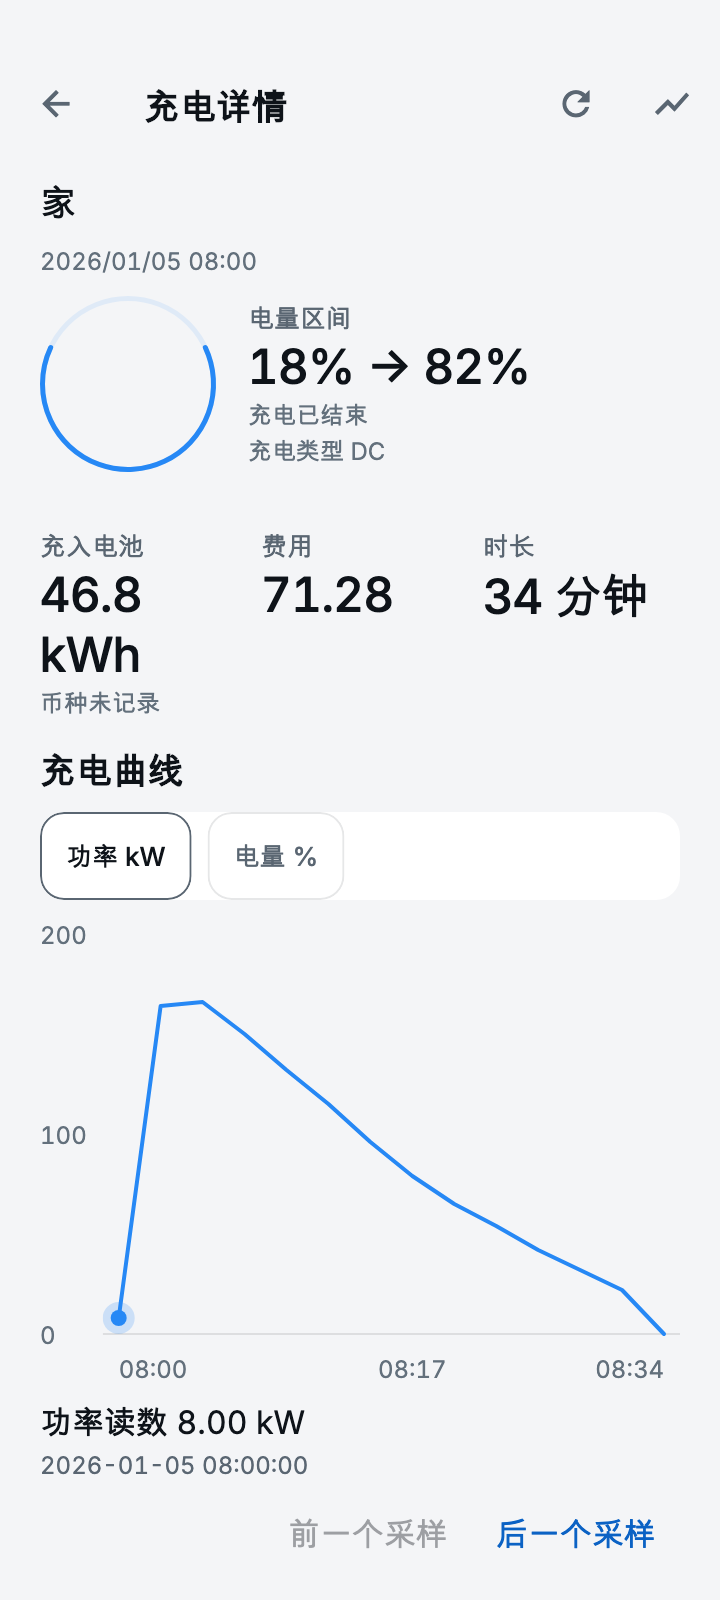 充电详情
家
2026/01/05 08:00
电量区间
18% → 82%
充电已结束
充电类型 DC
充入电池
46.8 kWh
币种未记录
费用
71.28
时长
34 分钟
充电曲线
功率 kW
电量 %
200
100
0
08:00
08:17
08:34
功率读数 8.00 kW
2026-01-05 08:00:00
前一个采样
后一个采样